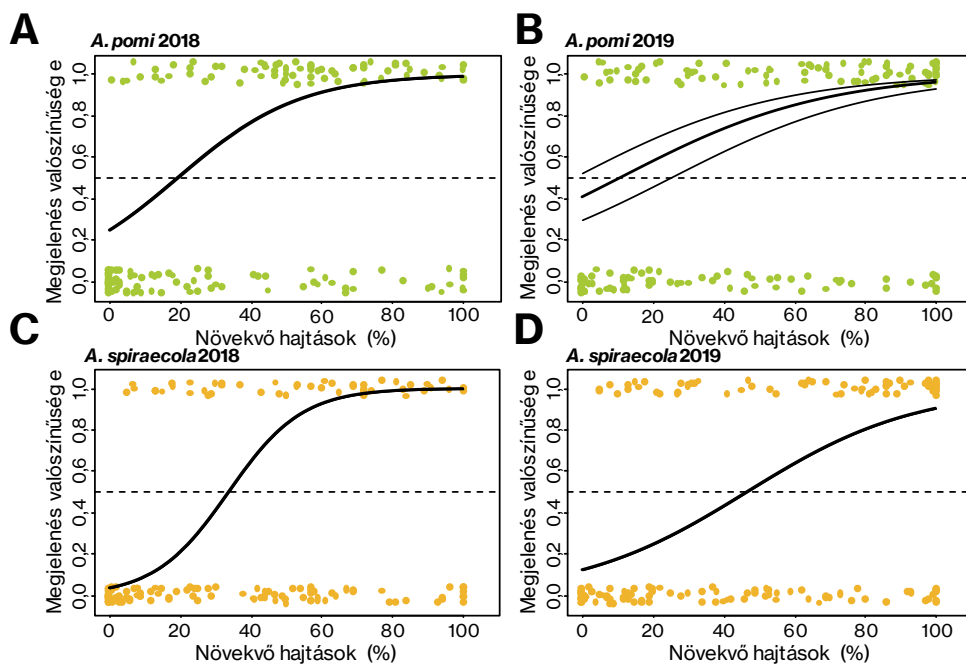 A
A. pomi 2018
Megjelenés valószínűség e
0.0 0.2 0.4 0.6 0.8 1.0
0 20 40 60 80 100
Növekvő hajtások (%)
B
A. pomi 2019
Megjelenés valószínűség e
0.0 0.2 0.4 0.6 0.8 1.0
0 20 40 60 80 100
Növekvő hajtások (%)
C
A. spiraecola 2018
Megjelenés valószínűség e
0.0 0.2 0.4 0.6 0.8 1.0
0 20 40 60 80 100
Növekvő hajtások (%)
D
A. spiraecola 2019
Megjelenés valószínűség e
0.0 0.2 0.4 0.6 0.8 1.0
0 20 40 60 80 100
Növekvő hajtások (%)